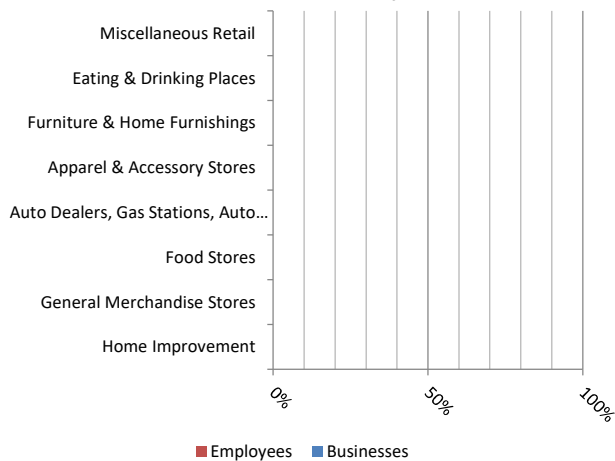 Miscellaneous Retail
Eating & Drinking Places
Furniture & Home Furnishings
Apparel & Accessory Stores
Auto Dealers, Gas Stations, Auto…
Food Stores
General Merchandise Stores
Home Improvement
0%
50%
100%
Employees
Businesses